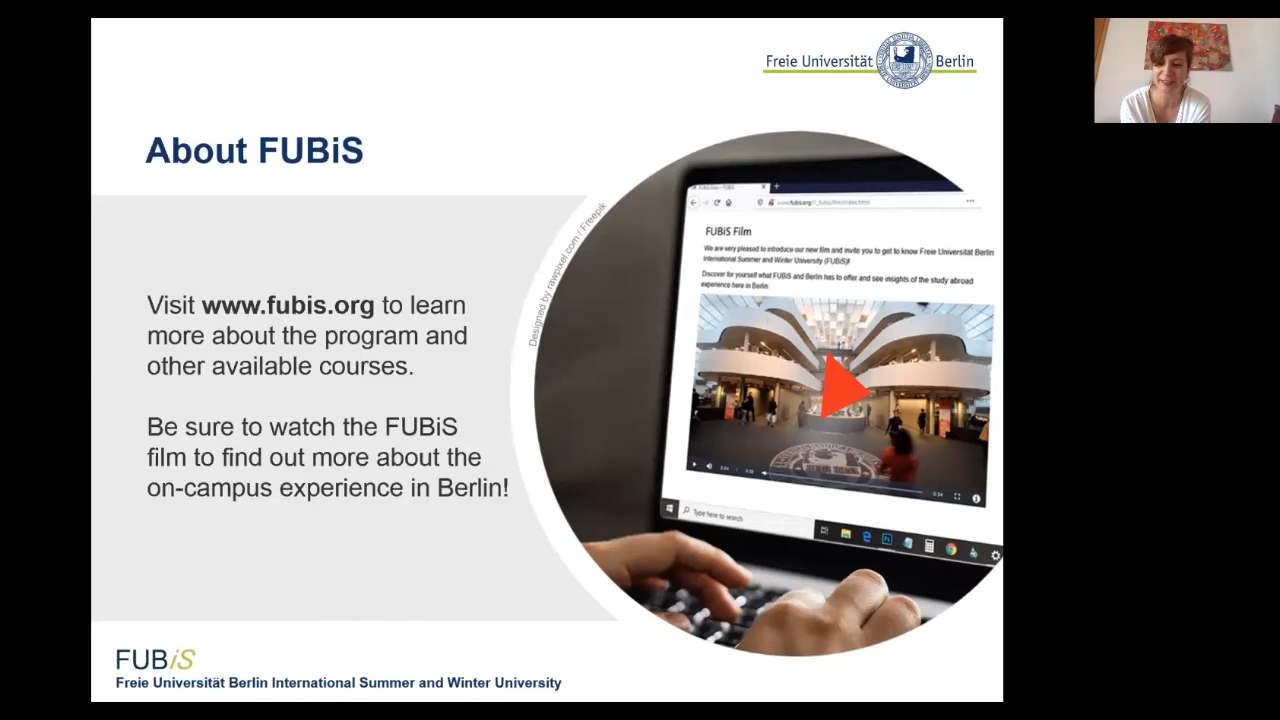 Freie Universität Berlin
About FUBiS
Visit www.fubis.org to learn
more about the program and
other available courses.
Be sure to watch the FUBiS
film to find out more about the
on-campus experience in Berlin!
Designed by rawpixel.com / Freepik
FUBiS Film
We are very pleased to introduce our new film and invite you to get to know Freie Universität Berlin
International Summer and Winter University (FUBiS)!
Discover for yourself what FUBiS and Berlin has to offer and see insights of the study abroad
experience here in Berlin.
Type here to search
FUBiS
Freie Universität Berlin International Summer and Winter University